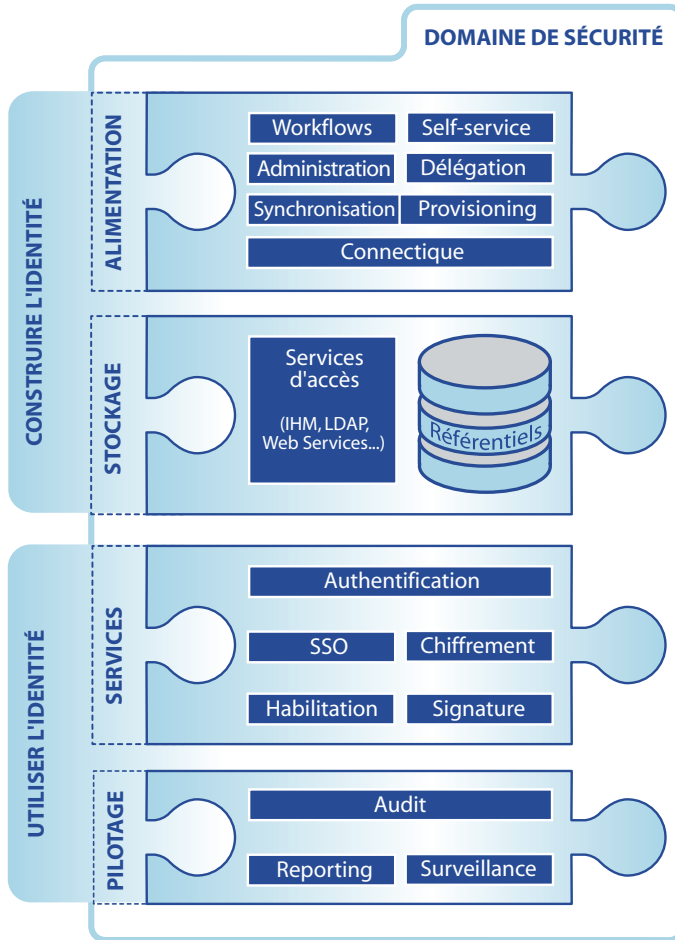 DOMAINE DE SÉCURITÉ
CONSTRUIRE L'IDENTITÉ
ALIMENTATION
Workflows
Self-service
Administration
Délégation
Synchronisation
Provisioning
Connectique
STOCKAGE
Services
d'accès
(IHM, LDAP,
Web Services...)
Référentiels
UTILISER L'IDENTITÉ
SERVICES
Authentification
SSO
Chiffrement
Habilitation
Signature
PILOTAGE
Audit
Reporting
Surveillance